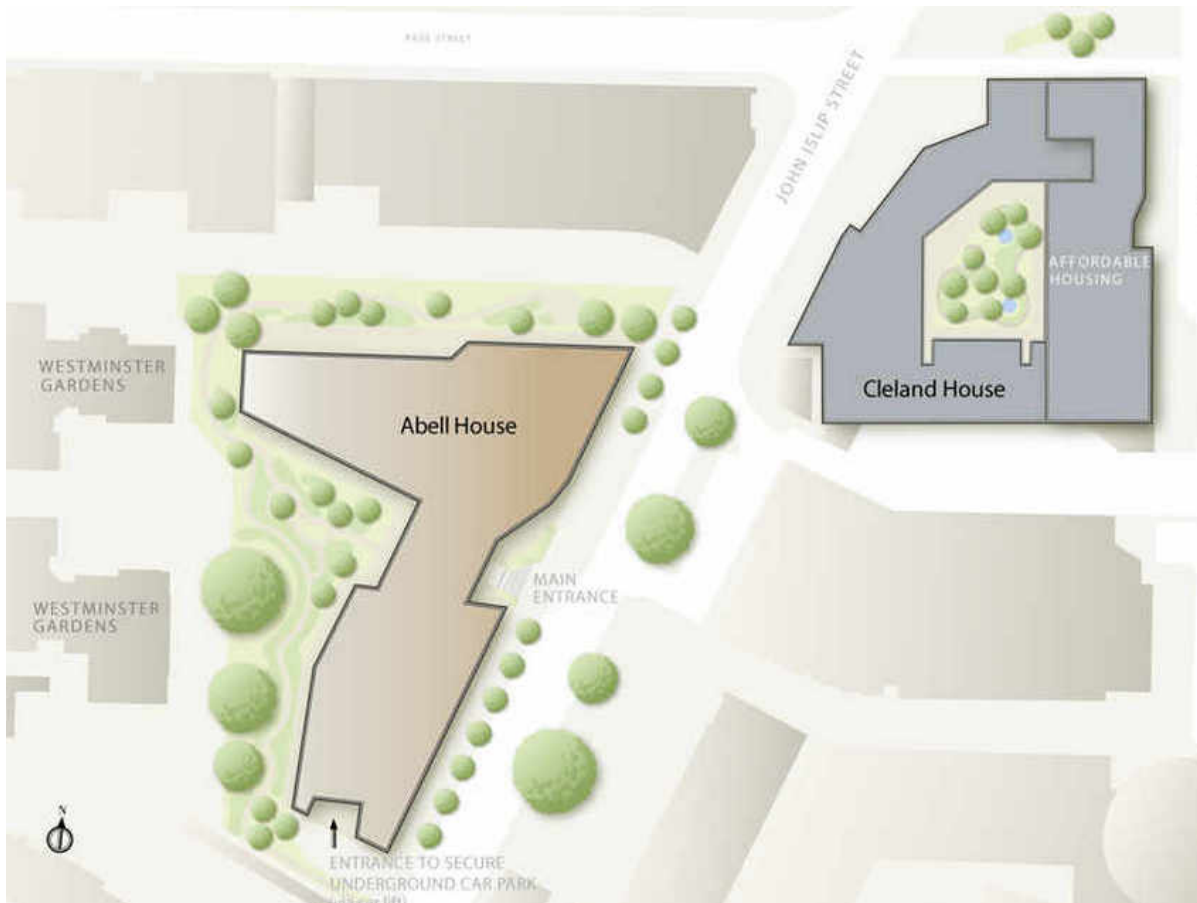 PAGE STREET
JOHN ISLIP STREET
AFFORDABLE
HOUSING
WESTMINSTER
GARDENS
Cleland House
Abell House
MAIN
ENTRANCE
WESTMINSTER
GARDENS
N
ENTRANCE TO SECURE
UNDERGROUND CAR PARK